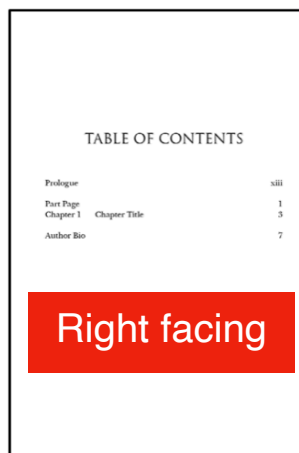 TABLE OF CONTENTS
Prologue xiii
Part Page 1
Chapter 1 Chapter Title 3
Author Bio 7
Right facing